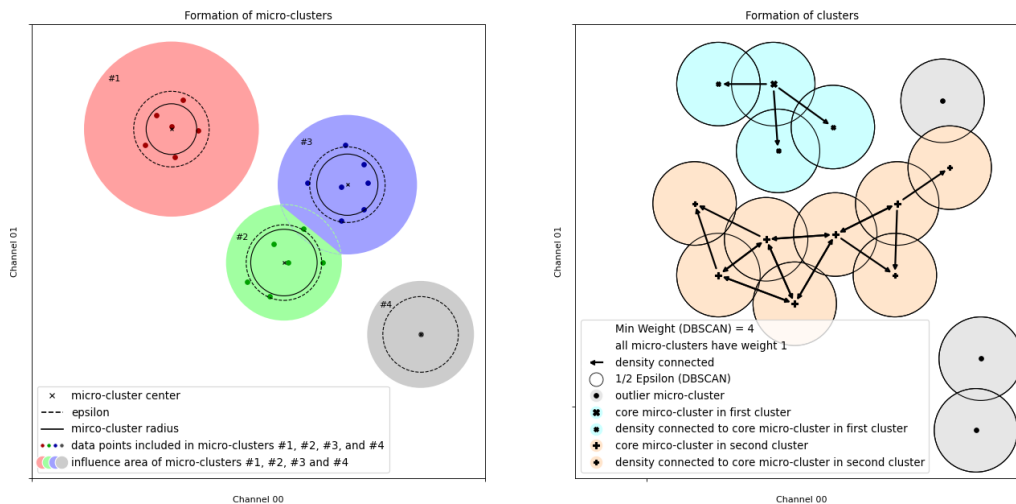 Formation of micro-clusters
#1
#3
#2
#4
Channel 01
× micro-cluster center
epsilon
mirco-cluster radius
data points included in micro-clusters #1, #2, #3, and #4
influence area of micro-clusters #1, #2, #3 and #4
Channel 00
Formation of clusters
Channel 01
Min Weight (DBSCAN) = 4
all micro-clusters have weight 1
density connected
1/2 Epsilon (DBSCAN)
outlier micro-cluster
core mirco-cluster in first cluster
density connected to core micro-cluster in first cluster
core mirco-cluster in second cluster
density connected to core micro-cluster in second cluster
Channel 00